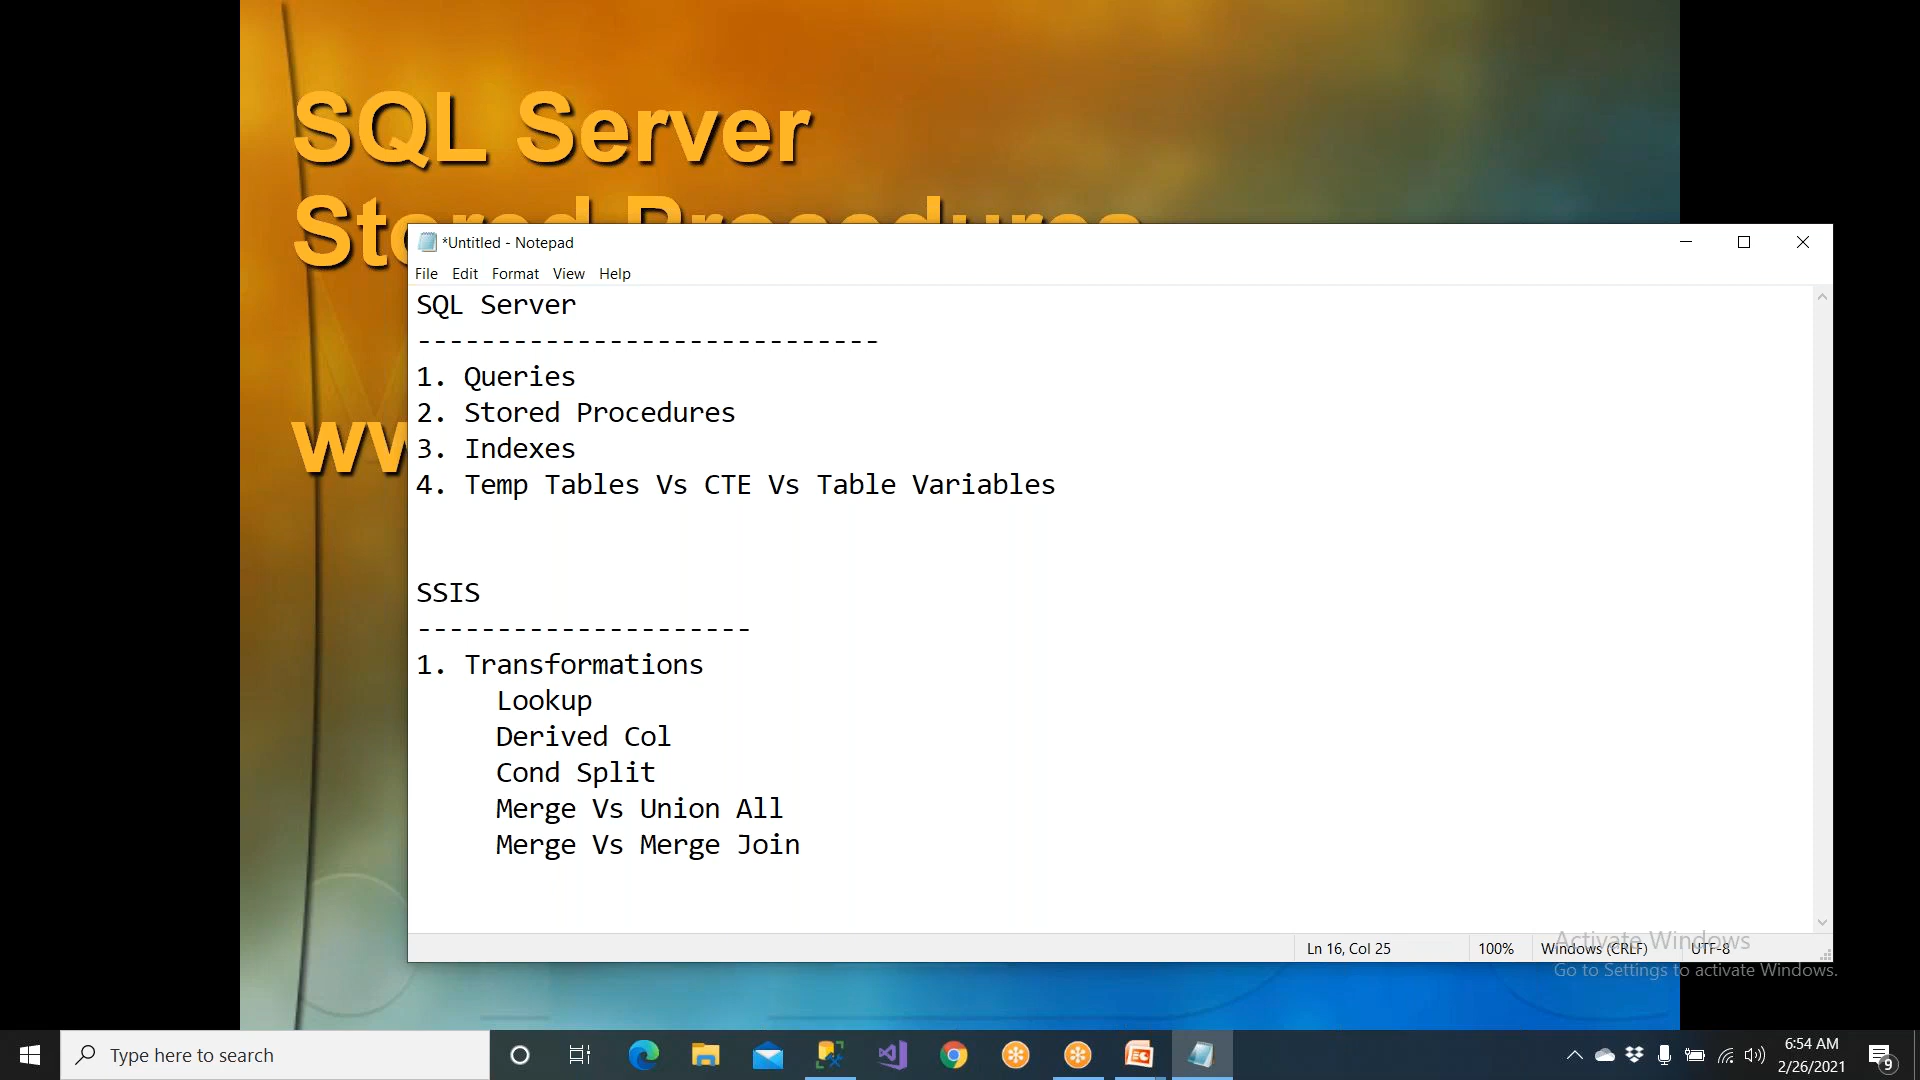 SQL Server
*Untitled - Notepad
File Edit Format View Help
SQL Server
-----------------------------
1. Queries
2. Stored Procedures
3. Indexes
4. Temp Tables Vs CTE Vs Table Variables
SSIS
---------------------
1. Transformations
Lookup
Derived Col
Cond Split
Merge Vs Union All
Merge Vs Merge Join
Ln 16, Col 25 100% Windows (CRLF) UTF-8
Activate Windows
Go to Settings to activate Windows.
Type here to search
6:54 AM
2/26/2021
9